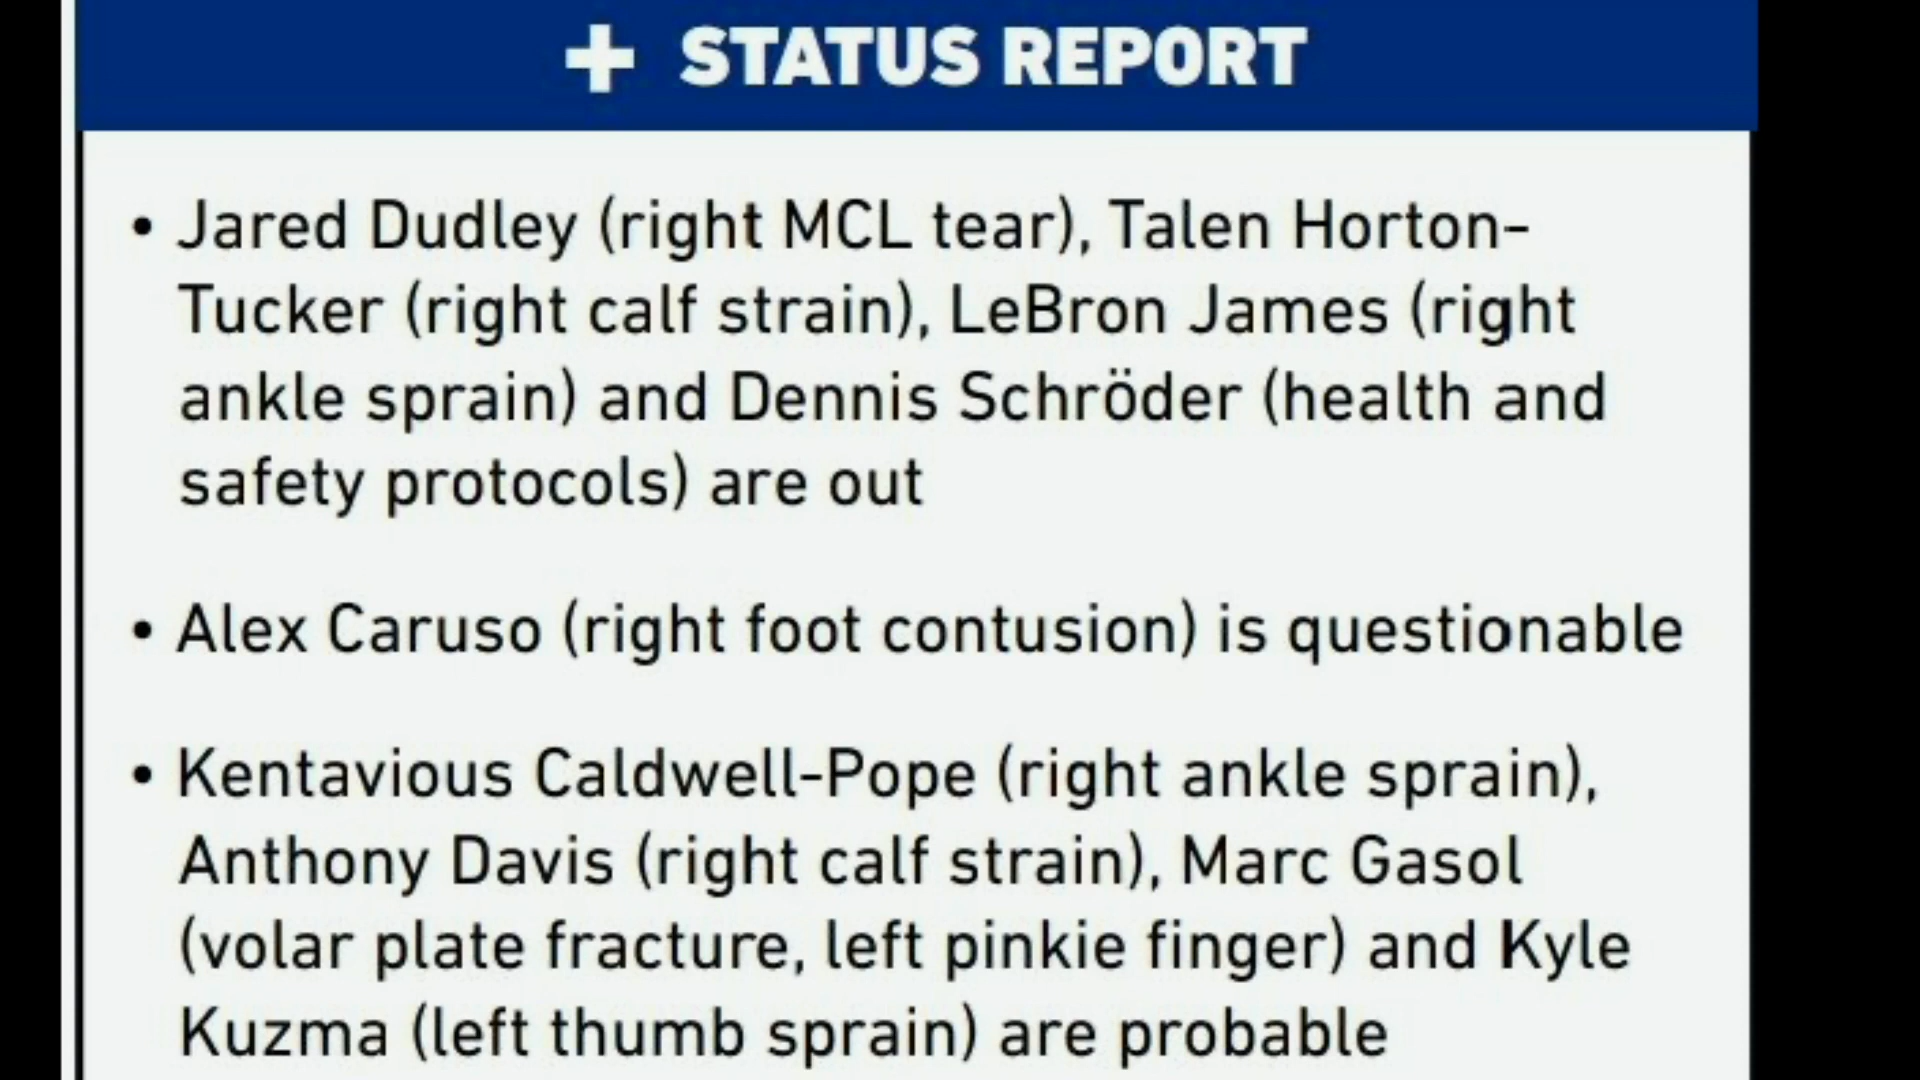 + STATUS REPORT
• Jared Dudley (right MCL tear), Talen Horton-
Tucker (right calf strain), LeBron James (right
ankle sprain) and Dennis Schröder (health and
safety protocols) are out
• Alex Caruso (right foot contusion) is questionable
• Kentavious Caldwell-Pope (right ankle sprain),
Anthony Davis (right calf strain), Marc Gasol
(volar plate fracture, left pinkie finger) and Kyle
Kuzma (left thumb sprain) are probable